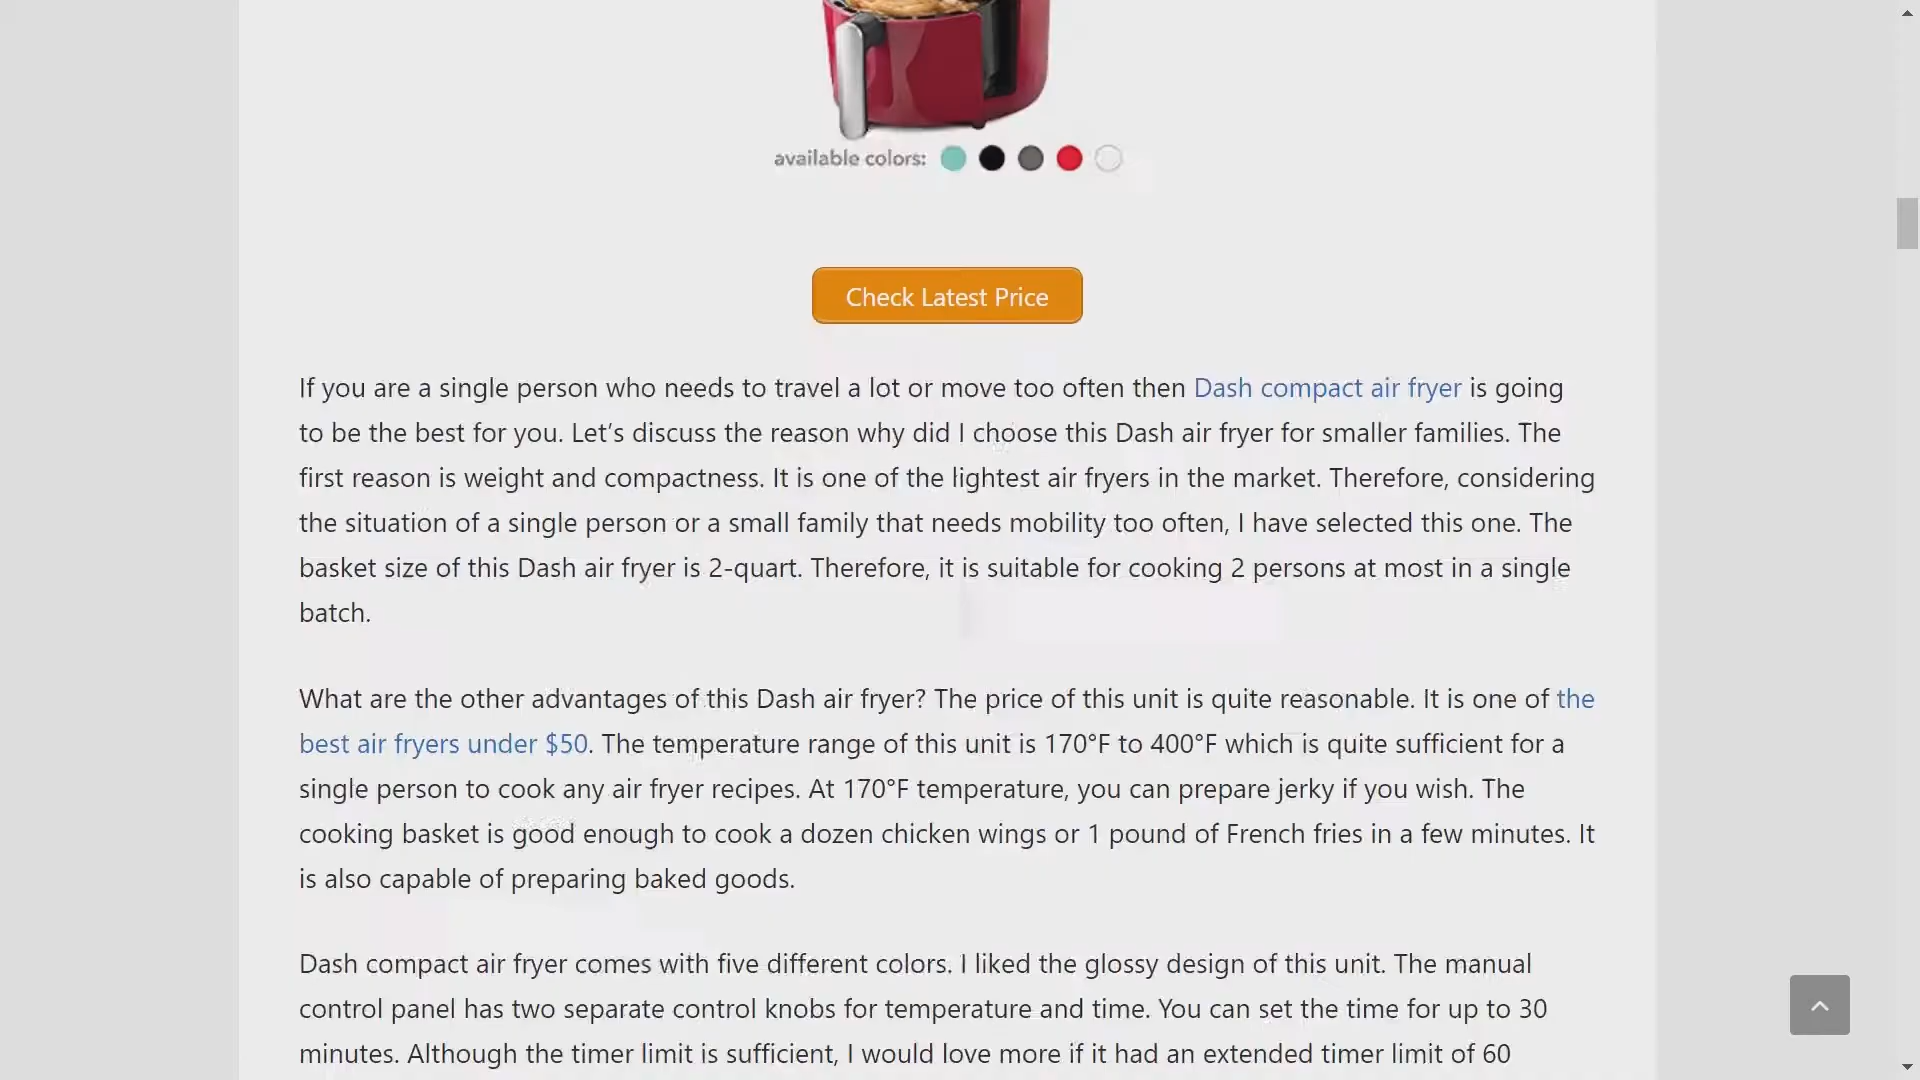 available colors:
Check Latest Price
If you are a single person who needs to travel a lot or move too often then Dash compact air fryer is going
to be the best for you. Let’s discuss the reason why did I choose this Dash air fryer for smaller families. The
first reason is weight and compactness. It is one of the lightest air fryers in the market. Therefore, considering
the situation of a single person or a small family that needs mobility too often, I have selected this one. The
basket size of this Dash air fryer is 2-quart. Therefore, it is suitable for cooking 2 persons at most in a single
batch.
What are the other advantages of this Dash air fryer? The price of this unit is quite reasonable. It is one of the
best air fryers under $50. The temperature range of this unit is 170°F to 400°F which is quite sufficient for a
single person to cook any air fryer recipes. At 170°F temperature, you can prepare jerky if you wish. The
cooking basket is good enough to cook a dozen chicken wings or 1 pound of French fries in a few minutes. It
is also capable of preparing baked goods.
Dash compact air fryer comes with five different colors. I liked the glossy design of this unit. The manual
control panel has two separate control knobs for temperature and time. You can set the time for up to 30
minutes. Although the timer limit is sufficient, I would love more if it had an extended timer limit of 60